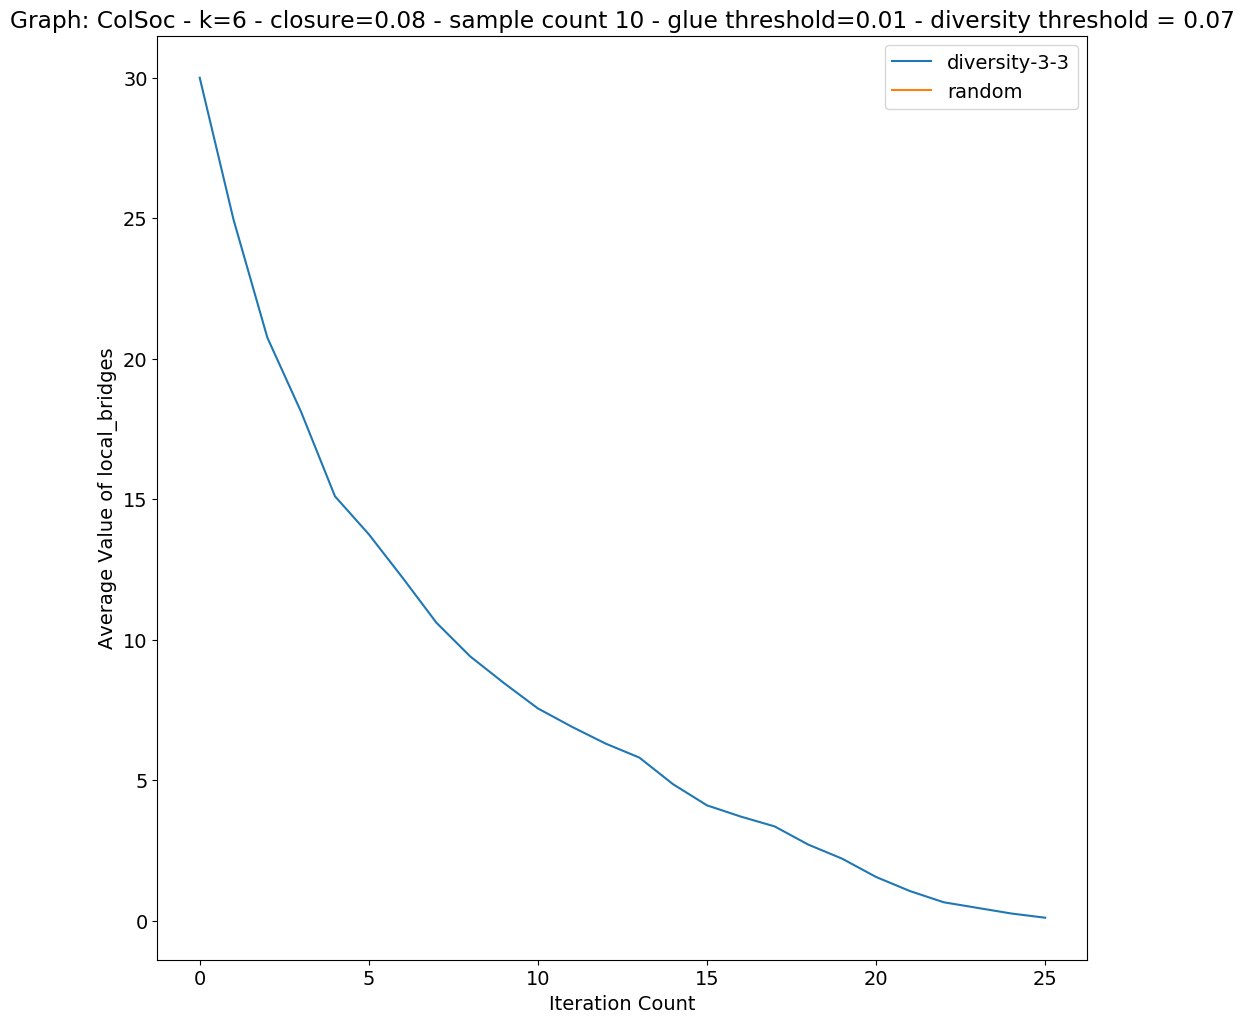 Graph: ColSoc - k=6 - closure=0.08 - sample count 10 - glue threshold=0.01 - diversity threshold = 0.07
diversity-3-3
random
30
25
20
15
10
5
0
Average Value of local_bridges
0 5 10 15 20 25
Iteration Count